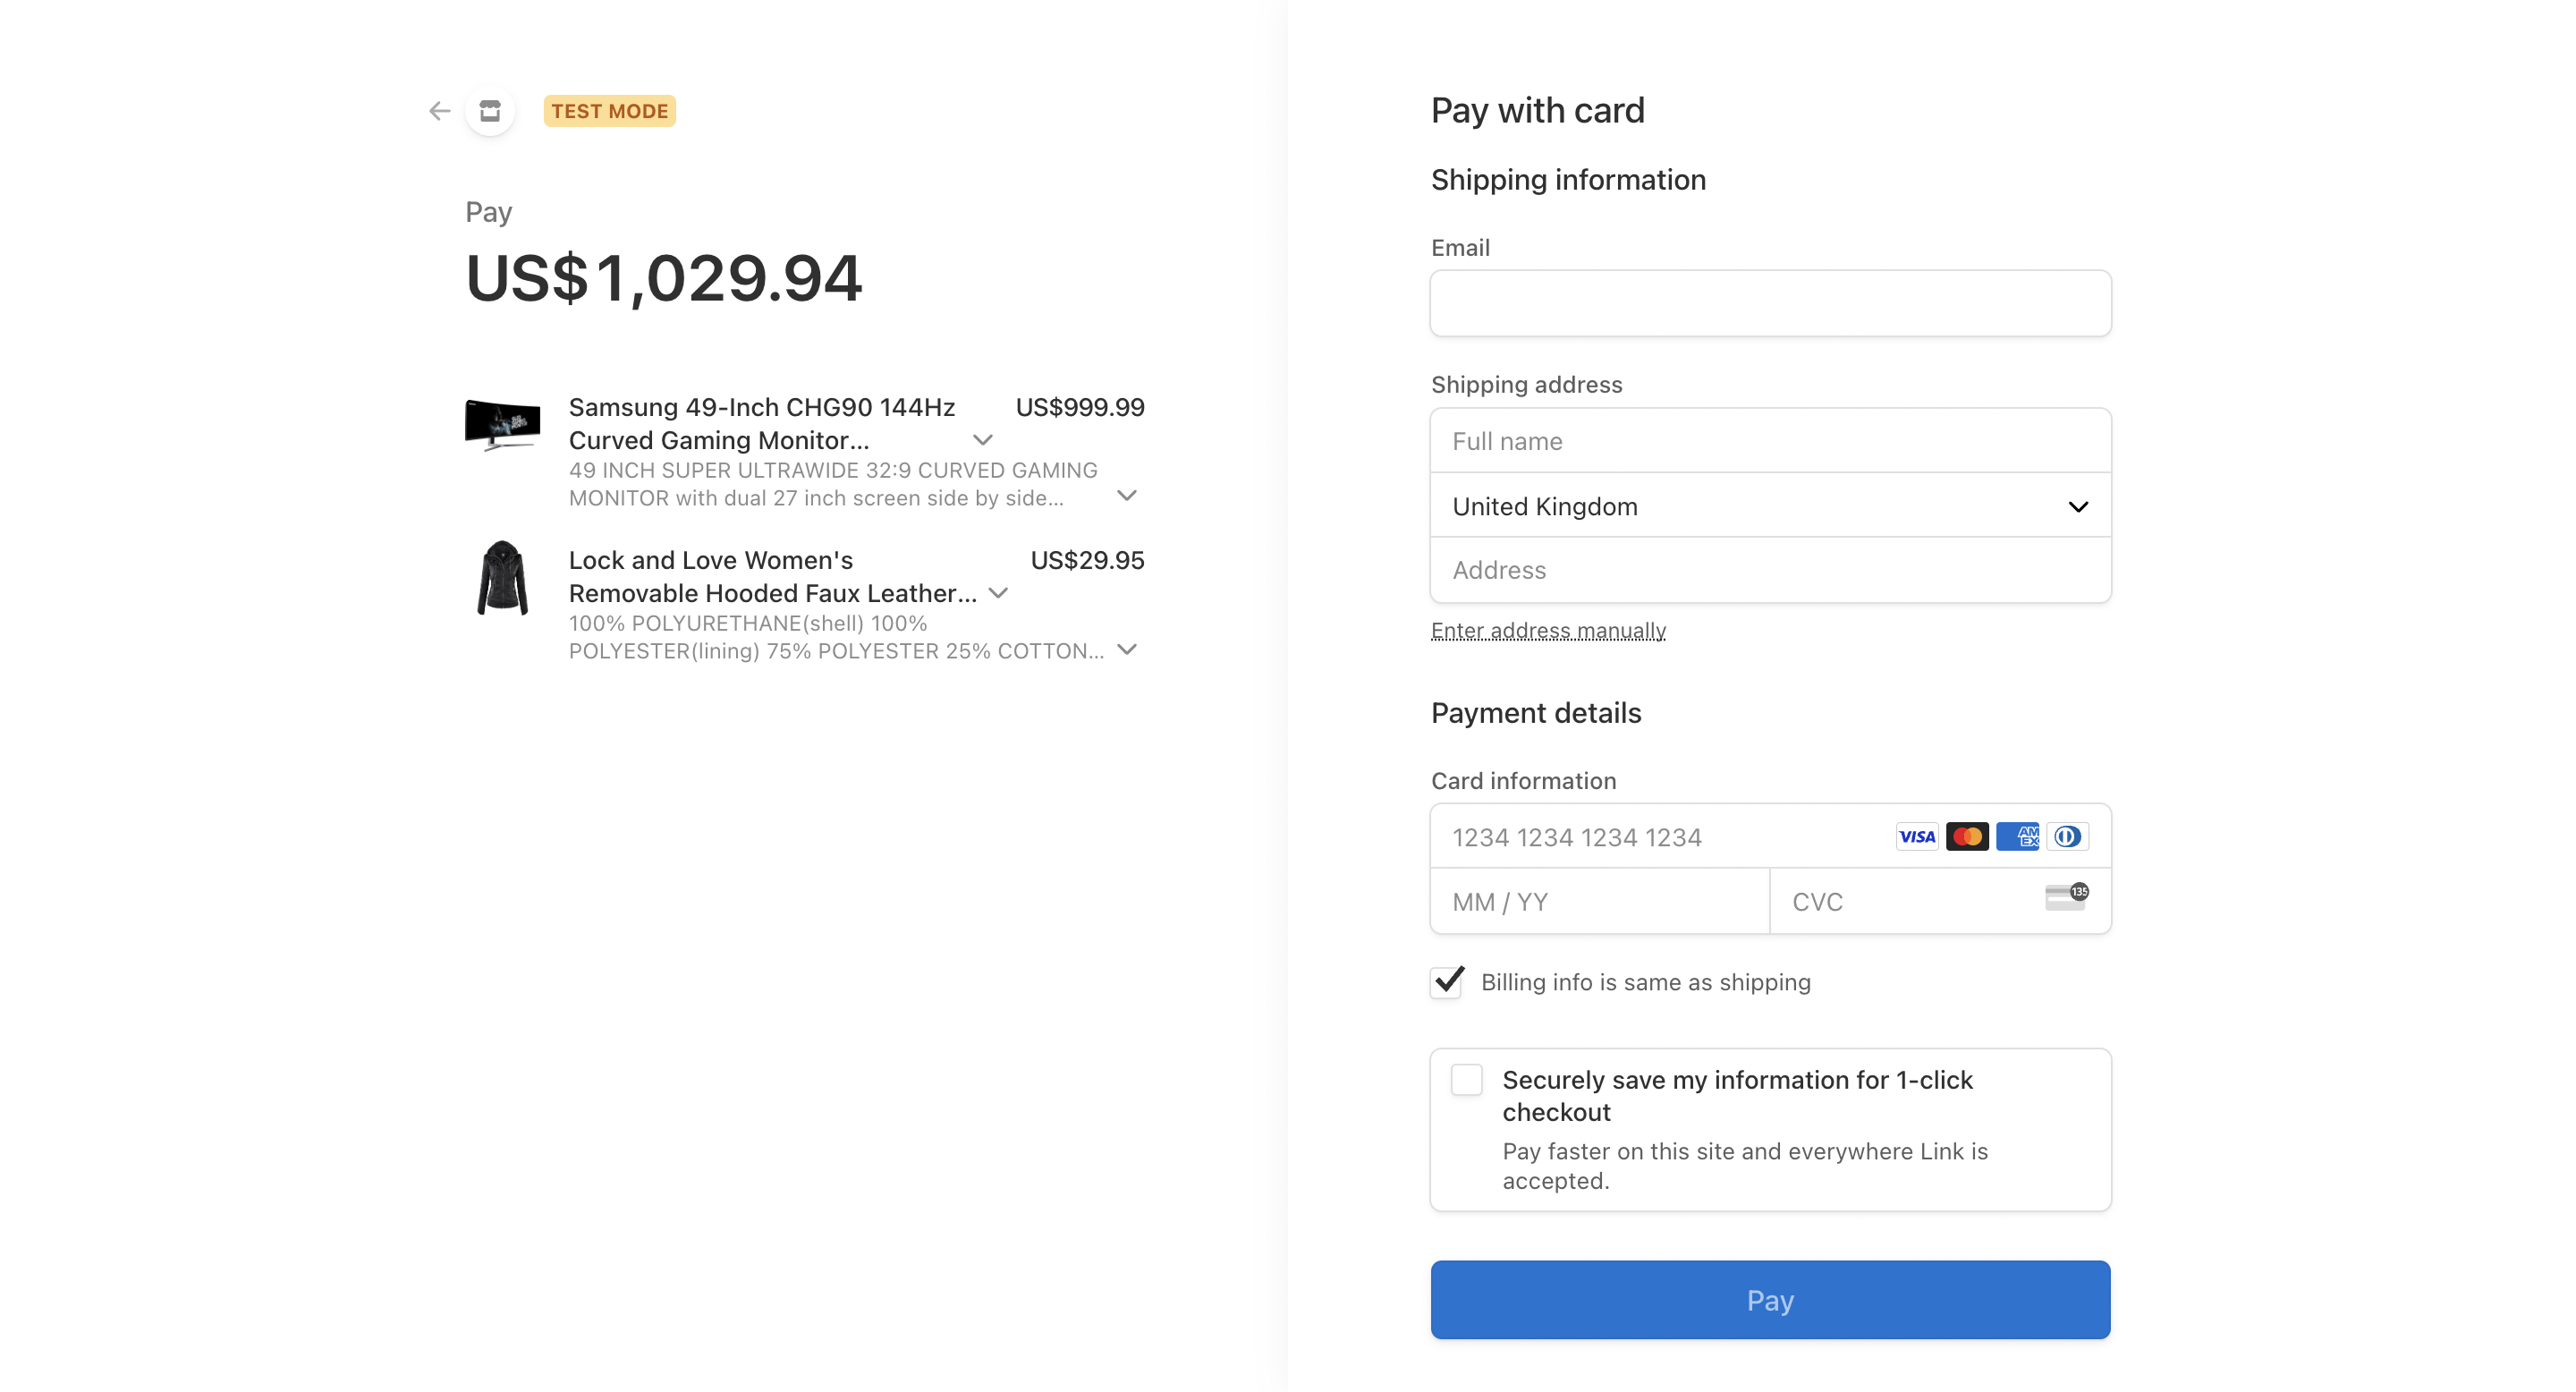 TEST MODE
Pay
US$1,029.94
Samsung 49-Inch CHG90 144Hz
Curved Gaming Monitor...
US$999.99
49 INCH SUPER ULTRAWIDE 32:9 CURVED GAMING
MONITOR with dual 27 inch screen side by side...
Lock and Love Women's
Removable Hooded Faux Leather...
US$29.95
100% POLYURETHANE(shell) 100%
POLYESTER(lining) 75% POLYESTER 25% COTTON...
Pay with card
Shipping information
Email
Shipping address
Full name
United Kingdom
Address
Enter address manually
Payment details
Card information
1234 1234 1234 1234
VISA
AM
EX
MM / YY
CVC
135
Billing info is same as shipping
Securely save my information for 1-click
checkout
Pay faster on this site and everywhere Link is
accepted.
Pay